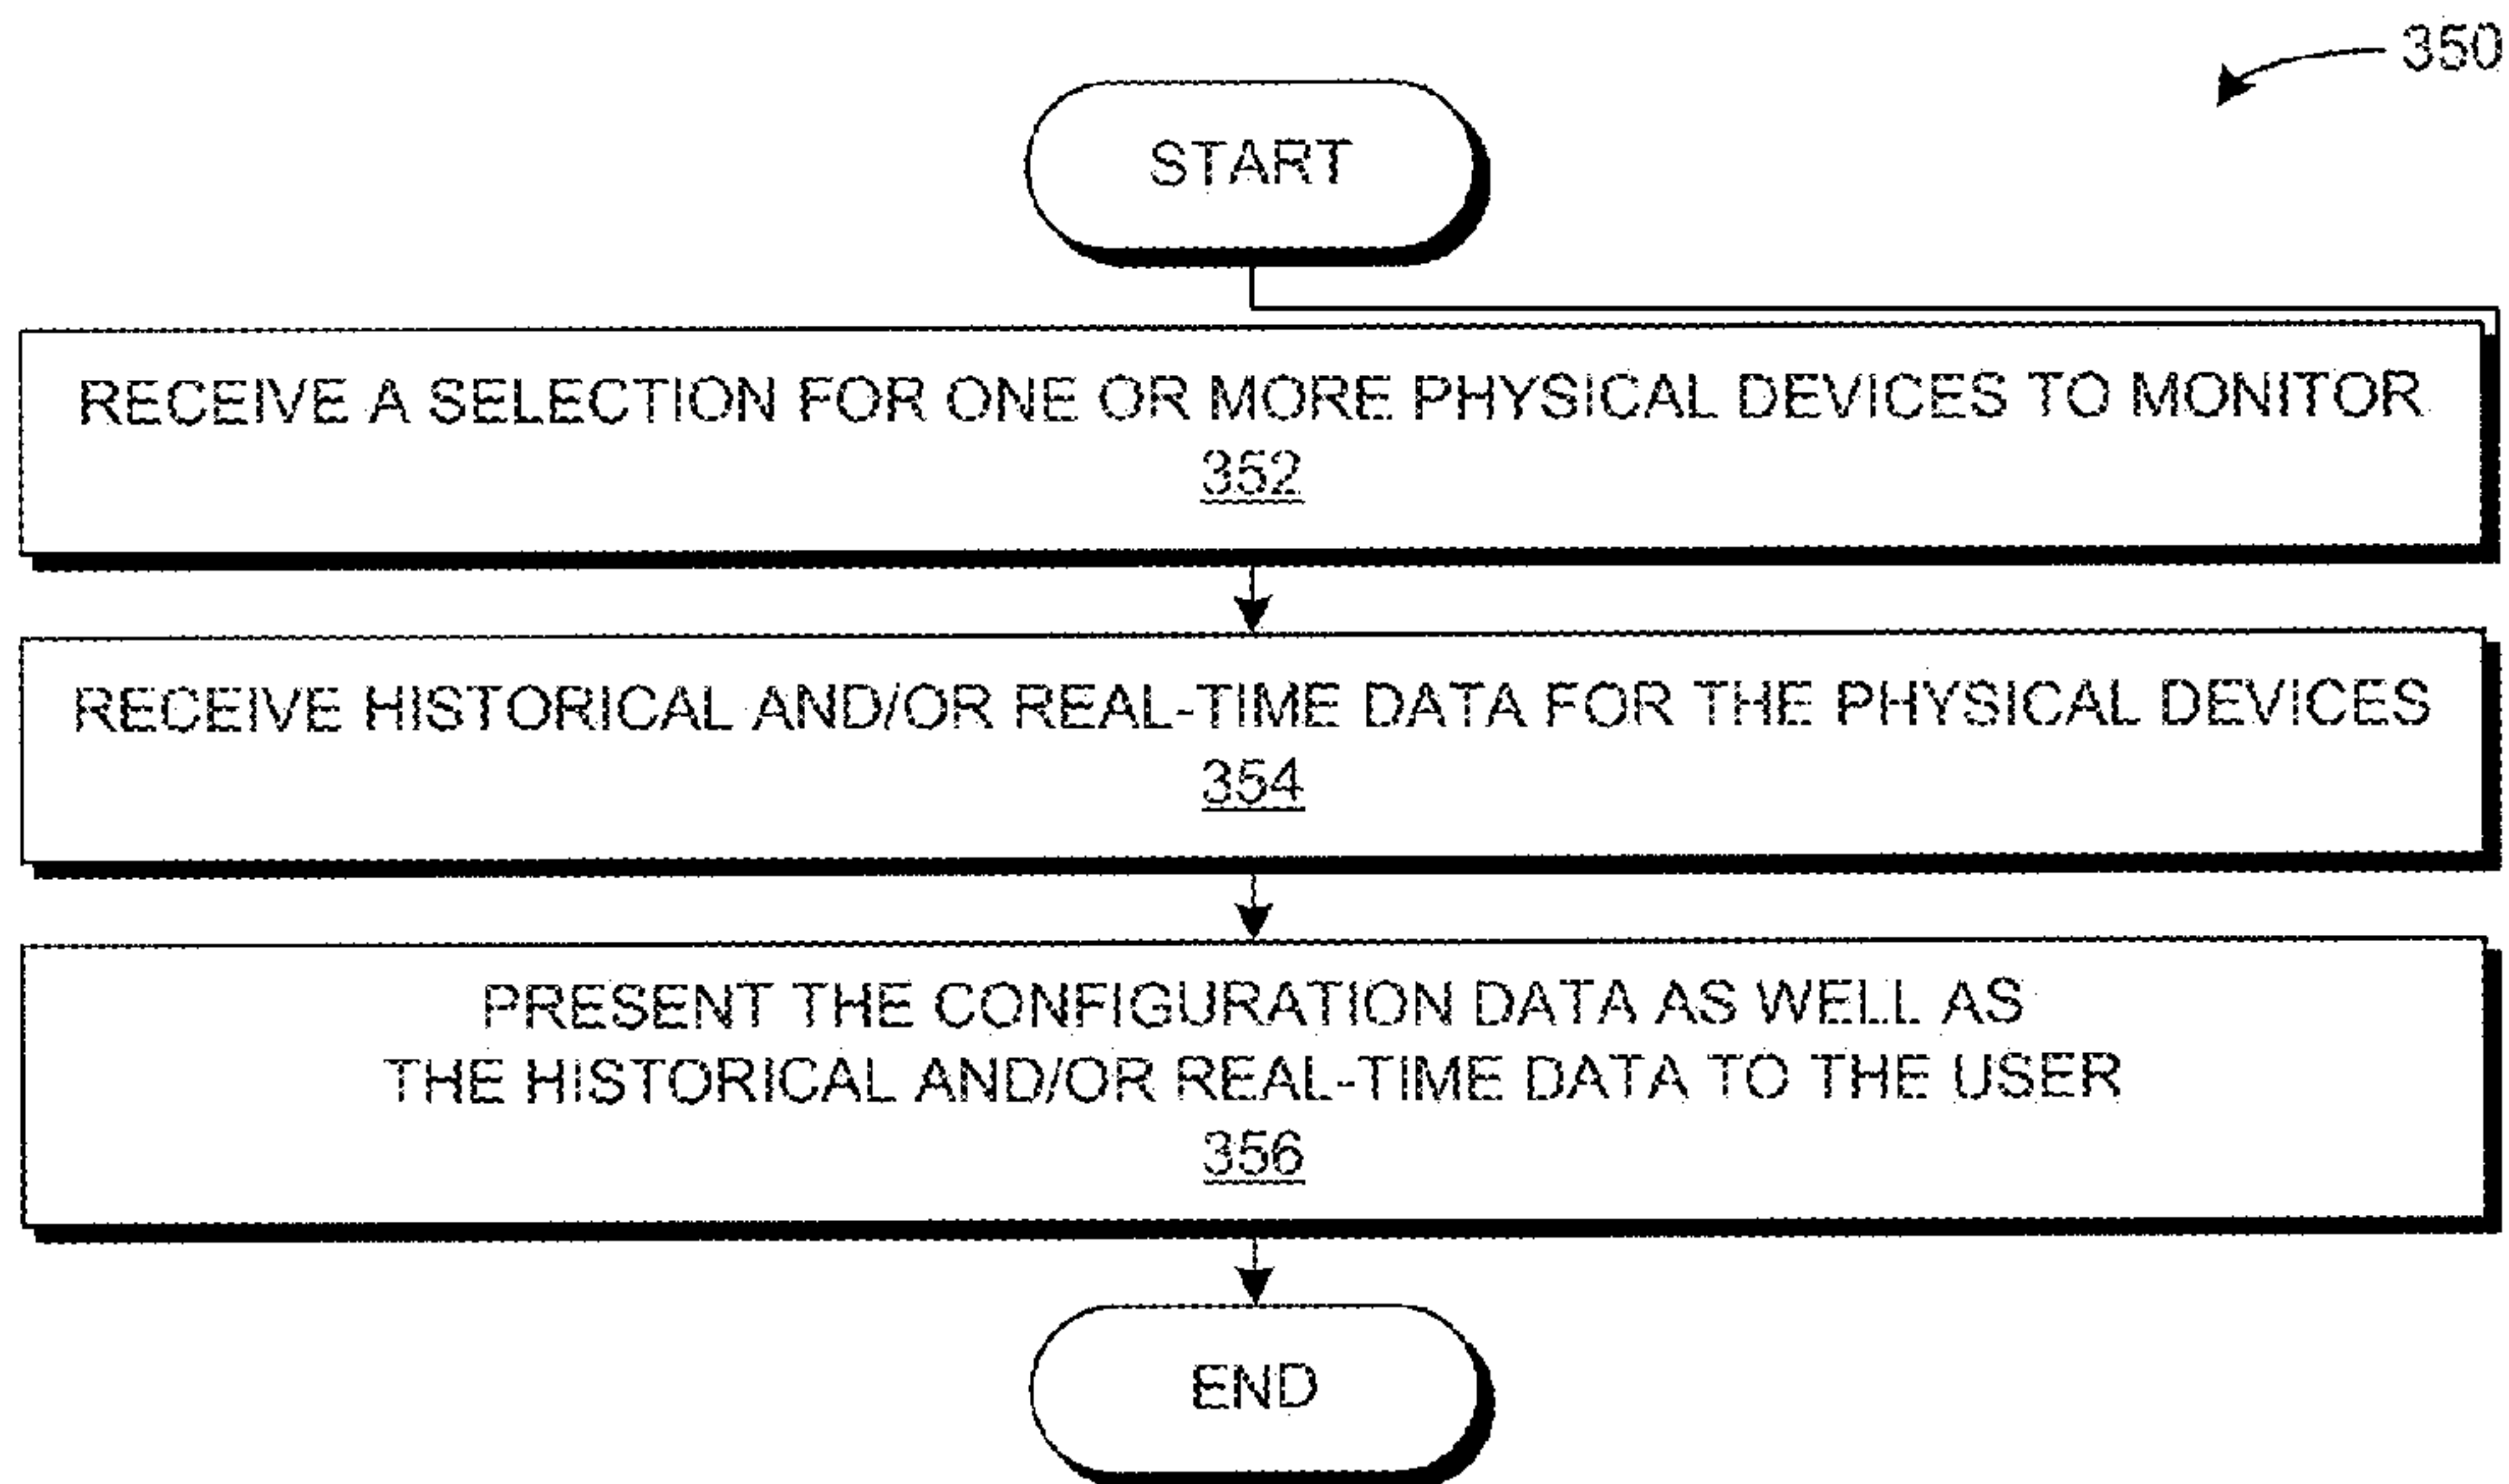 350
START
RECEIVE A SELECTION FOR ONE OR MORE PHYSICAL DEVICES TO MONITOR
352
RECEIVE HISTORICAL AND/OR REAL-TIME DATA FOR THE PHYSICAL DEVICES
354
PRESENT THE CONFIGURATION DATA AS WELL AS
THE HISTORICAL AND/OR REAL-TIME DATA TO THE USER
356
END